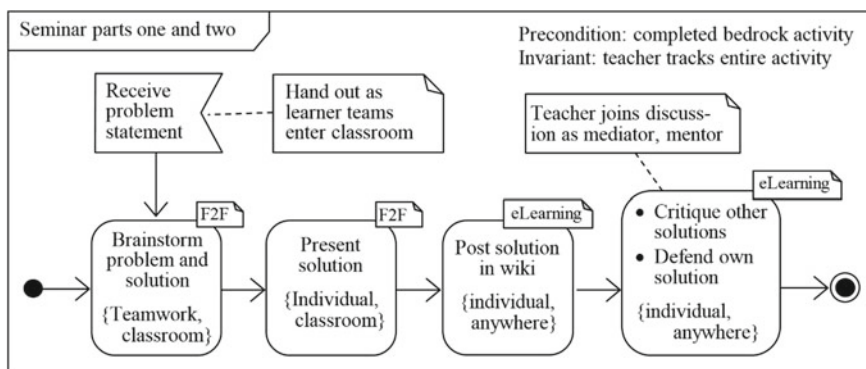 Seminar parts one and two
Precondition: completed bedrock activity
Invariant: teacher tracks entire activity
Receive
problem
statement
Hand out as
learner teams
enter classroom
Teacher joins discuss-
ion as mediator, mentor
F2F
Brainstorm
problem and
solution
{Teamwork,
classroom}
F2F
Present
solution
{Individual,
classroom}
eLearning
Post solution
in wiki
{individual,
anywhere}
eLearning
• Critique other
solutions
• Defend own
solution
{individual,
anywhere}